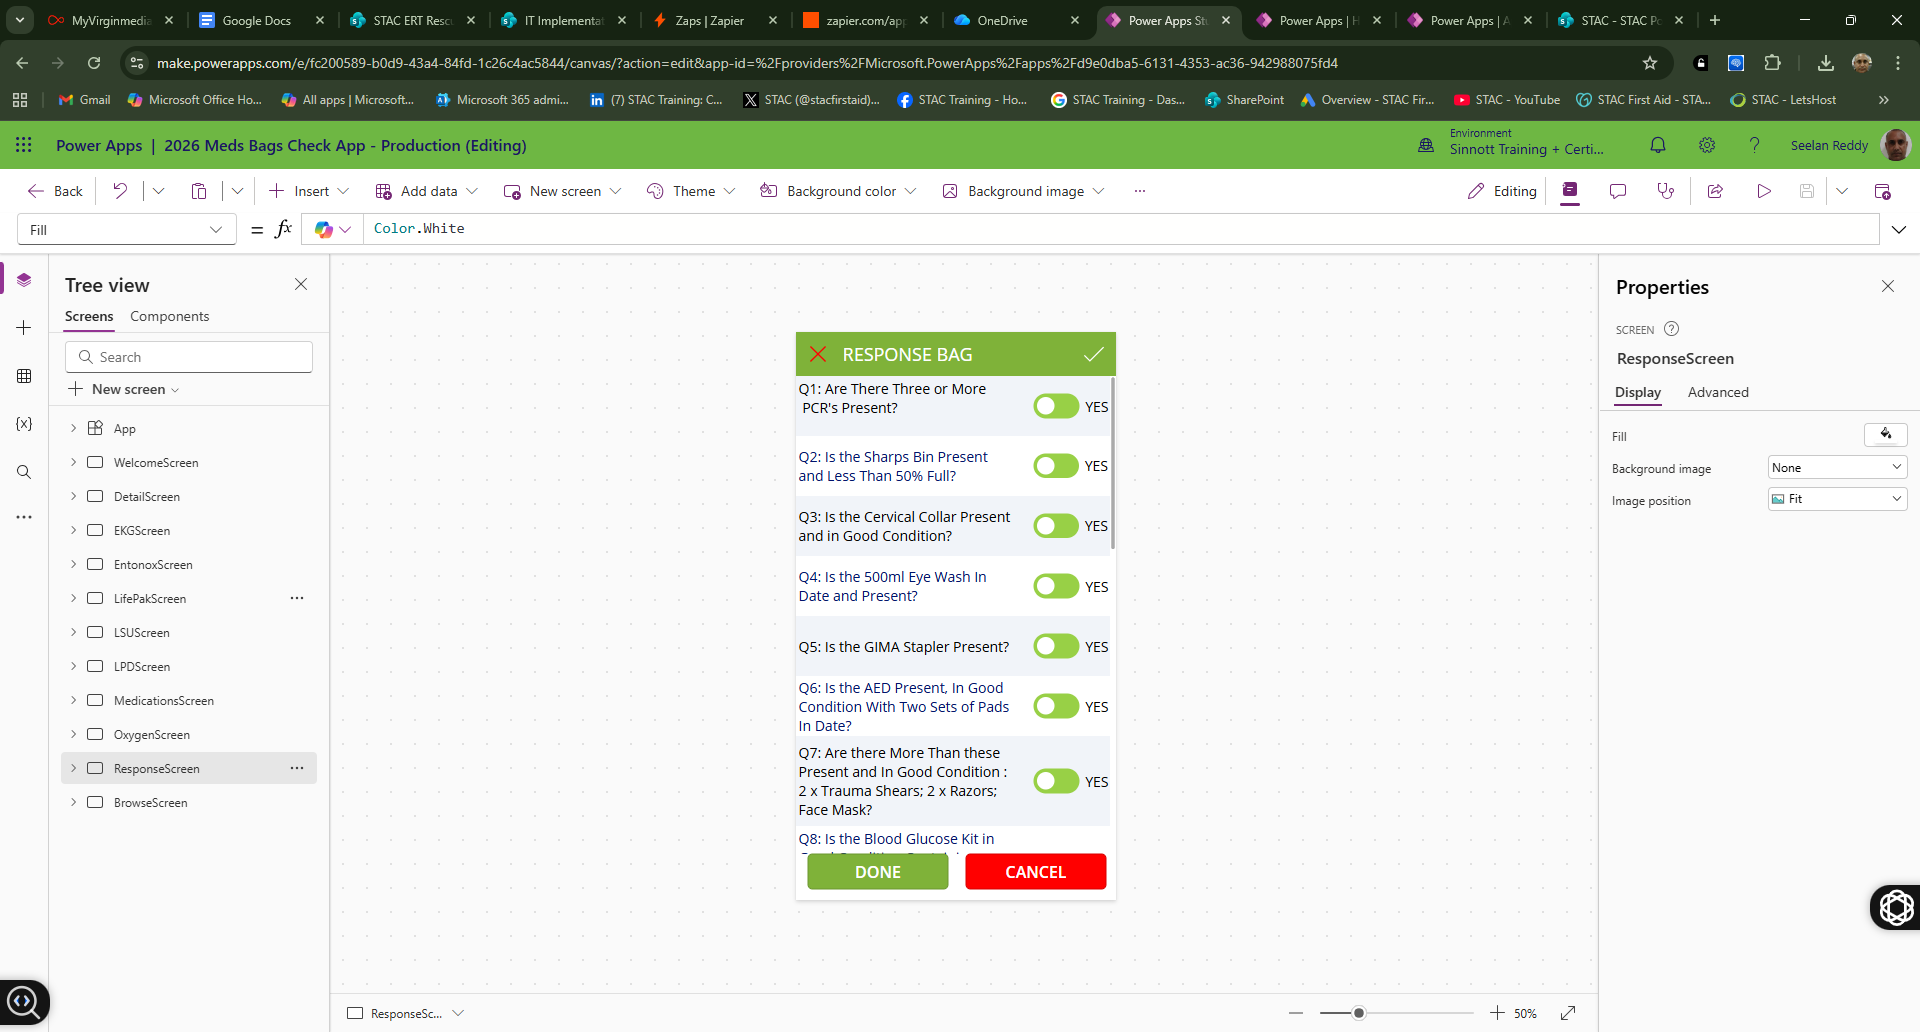 MyVirginmedia
Google Docs
STAC ERT Resc
IT Implementat
Zaps | Zapier
zapier.com/app
OneDrive
Power Apps Stu
Power Apps | H
Power Apps | A
STAC - STAC Po
make.powerapps.com/e/fc200589-b0d9-43a4-84fd-1c26c4ac5844/canvas/?action=edit&app-id=%2Fproviders%2FMicrosoft.PowerApps%2Fapps%2Fd9e0dba5-6131-4353-ac36-942988075fd4
Gmail
Microsoft Office Ho...
All apps | Microsoft...
Microsoft 365 admi...
(7) STAC Training: C...
STAC (@stacfirstaid)...
STAC Training - Ho...
STAC Training - Das...
SharePoint
Overview - STAC Fir...
STAC - YouTube
STAC First Aid - STA...
STAC - LetsHost
Power Apps | 2026 Meds Bags Check App - Production (Editing)
Environment
Sinnott Training + Certi...
Seelan Reddy
Back
Insert
Add data
New screen
Theme
Background color
Background image
Editing
Fill
= fx
Color.White
Tree view
Screens
Components
Search
New screen
App
WelcomeScreen
DetailScreen
EKGScreen
EntonoxScreen
LifePakScreen
LSUScreen
LPDScreen
MedicationsScreen
OxygenScreen
ResponseScreen
BrowseScreen
RESPONSE BAG
Q1: Are There Three or More
PCR's Present?
YES
Q2: Is the Sharps Bin Present
and Less Than 50% Full?
YES
Q3: Is the Cervical Collar Present
and in Good Condition?
YES
Q4: Is the 500ml Eye Wash In
Date and Present?
YES
Q5: Is the GIMA Stapler Present?
YES
Q6: Is the AED Present, In Good
Condition With Two Sets of Pads
In Date?
YES
Q7: Are there More Than these
Present and In Good Condition :
2 x Trauma Shears; 2 x Razors;
Face Mask?
YES
Q8: Is the Blood Glucose Kit in
DONE
CANCEL
Properties
SCREEN
ResponseScreen
Display
Advanced
Fill
Background image
None
Image position
Fit
ResponseSc...
50%